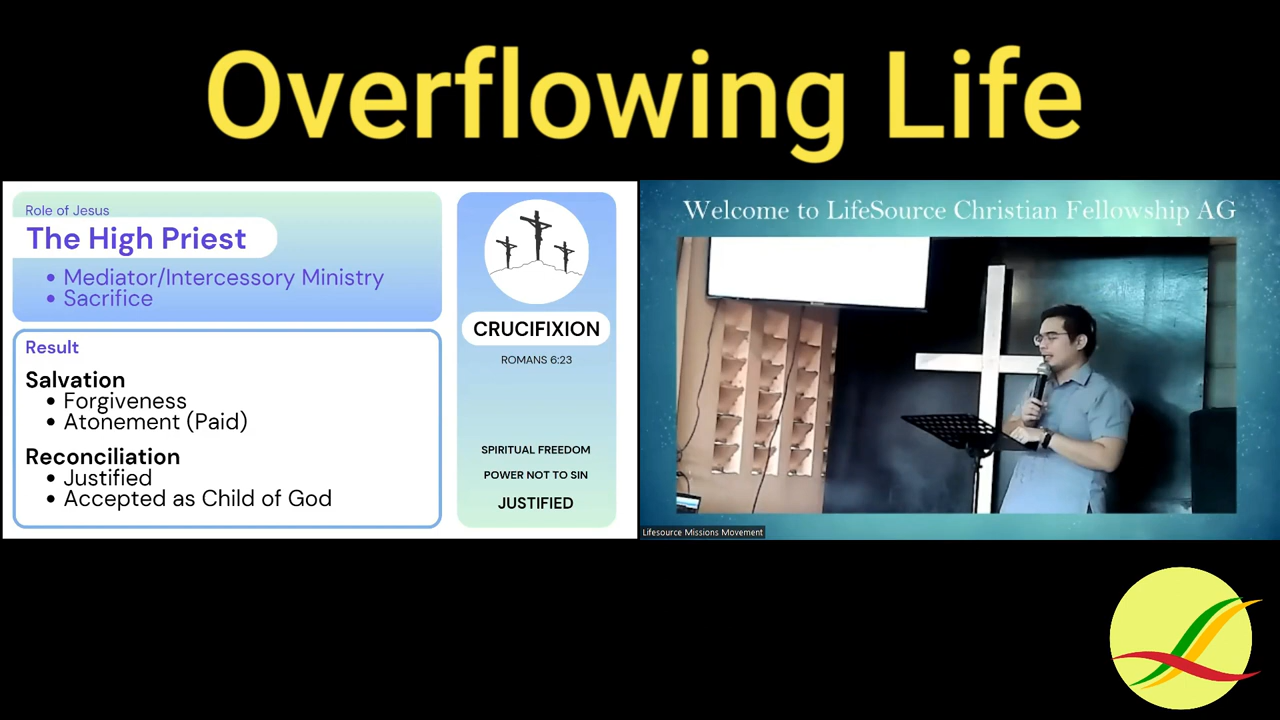 Overflowing Life
Role of Jesus
The High Priest
• Mediator/Intercessory Ministry
• Sacrifice
Result
Salvation
• Forgiveness
• Atonement (Paid)
Reconciliation
• Justified
• Accepted as Child of God
CRUCIFIXION
ROMANS 6:23
SPIRITUAL FREEDOM
POWER NOT TO SIN
JUSTIFIED
Welcome to LifeSource Christian Fellowship AG
Lifesource Missions Movement